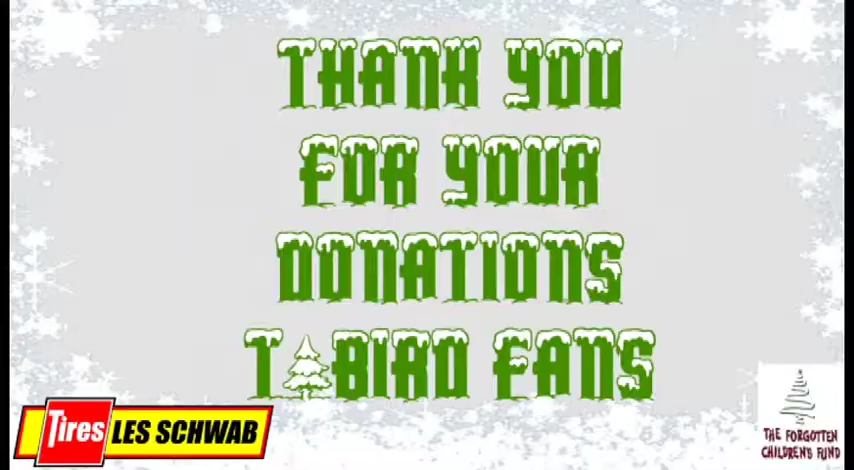 THANK YOU
FOR YOUR
DONATIONS
T BIRD FANS
Tires LES SCHWAB
THE FORGOTTEN
CHILDREN'S FUND